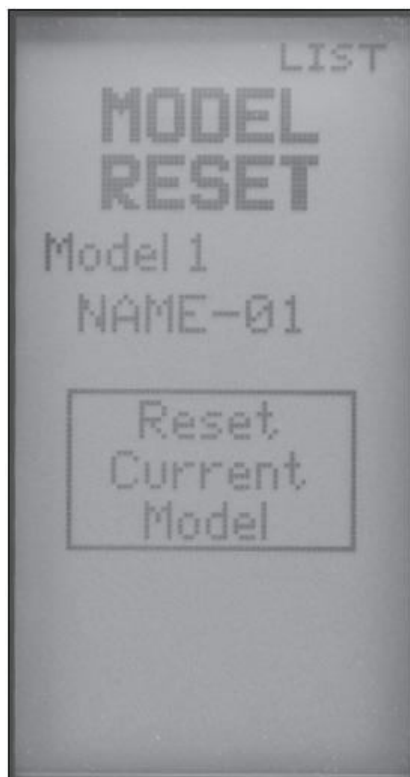 LIST
MODEL
RESET
Model 1
NAME-01
Reset
Current
Model